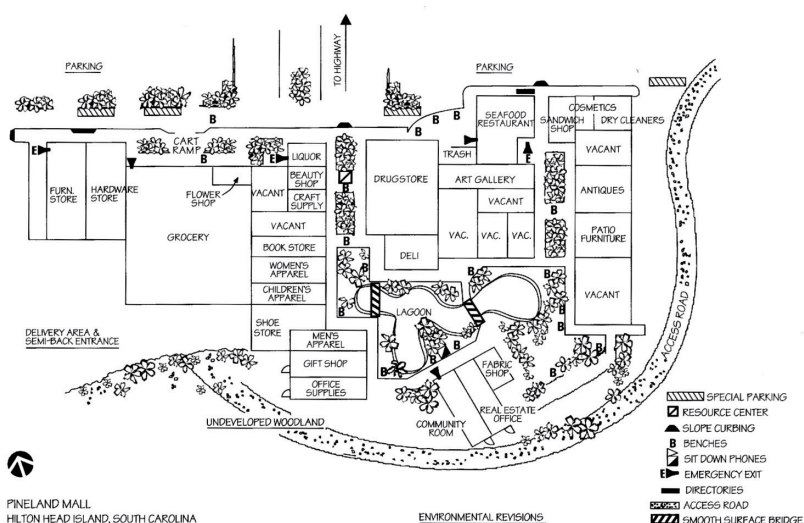 TO HIGHWAY
PARKING
PARKING
B
B
B
B
SEAFOOD
RESTAURANT
COSMETICS
SANDWICH
SHOP
DRY CLEANERS
CART
RAMP
B
E
E
LIQUOR
B
TRASH
E
E
B
VACANT
FURN.
STORE
HARDWARE
STORE
FLOWER
SHOP
VACANT
BEAUTY
SHOP
CRAFT
SUPPLY
B
DRUGSTORE
ART GALLERY
VACANT
ANTIQUES
B
GROCERY
VACANT
VAC.
VAC.
VAC.
PATIO
FURNITURE
B
BOOK STORE
DELI
WOMEN'S
APPAREL
B
B
B
VACANT
CHILDREN'S
APPAREL
B
LAGOON
B
SHOE
STORE
MEN'S
APPAREL
B
B
B
ACCESS ROAD
DELIVERY AREA &
SEMI-BACK ENTRANCE
GIFT SHOP
FABRIC
SHOP
B
OFFICE
SUPPLIES
B
REAL ESTATE
OFFICE
COMMUNITY
ROOM
UNDEVELOPED WOODLAND
SPECIAL PARKING
RESOURCE CENTER
SLOPE CURBING
B BENCHES
SIT DOWN PHONES
E EMERGENCY EXIT
DIRECTORIES
ACCESS ROAD
SMOOTH SURFACE BRIDGE
PINELAND MALL
HILTON HEAD ISLAND, SOUTH CAROLINA
ENVIRONMENTAL REVISIONS